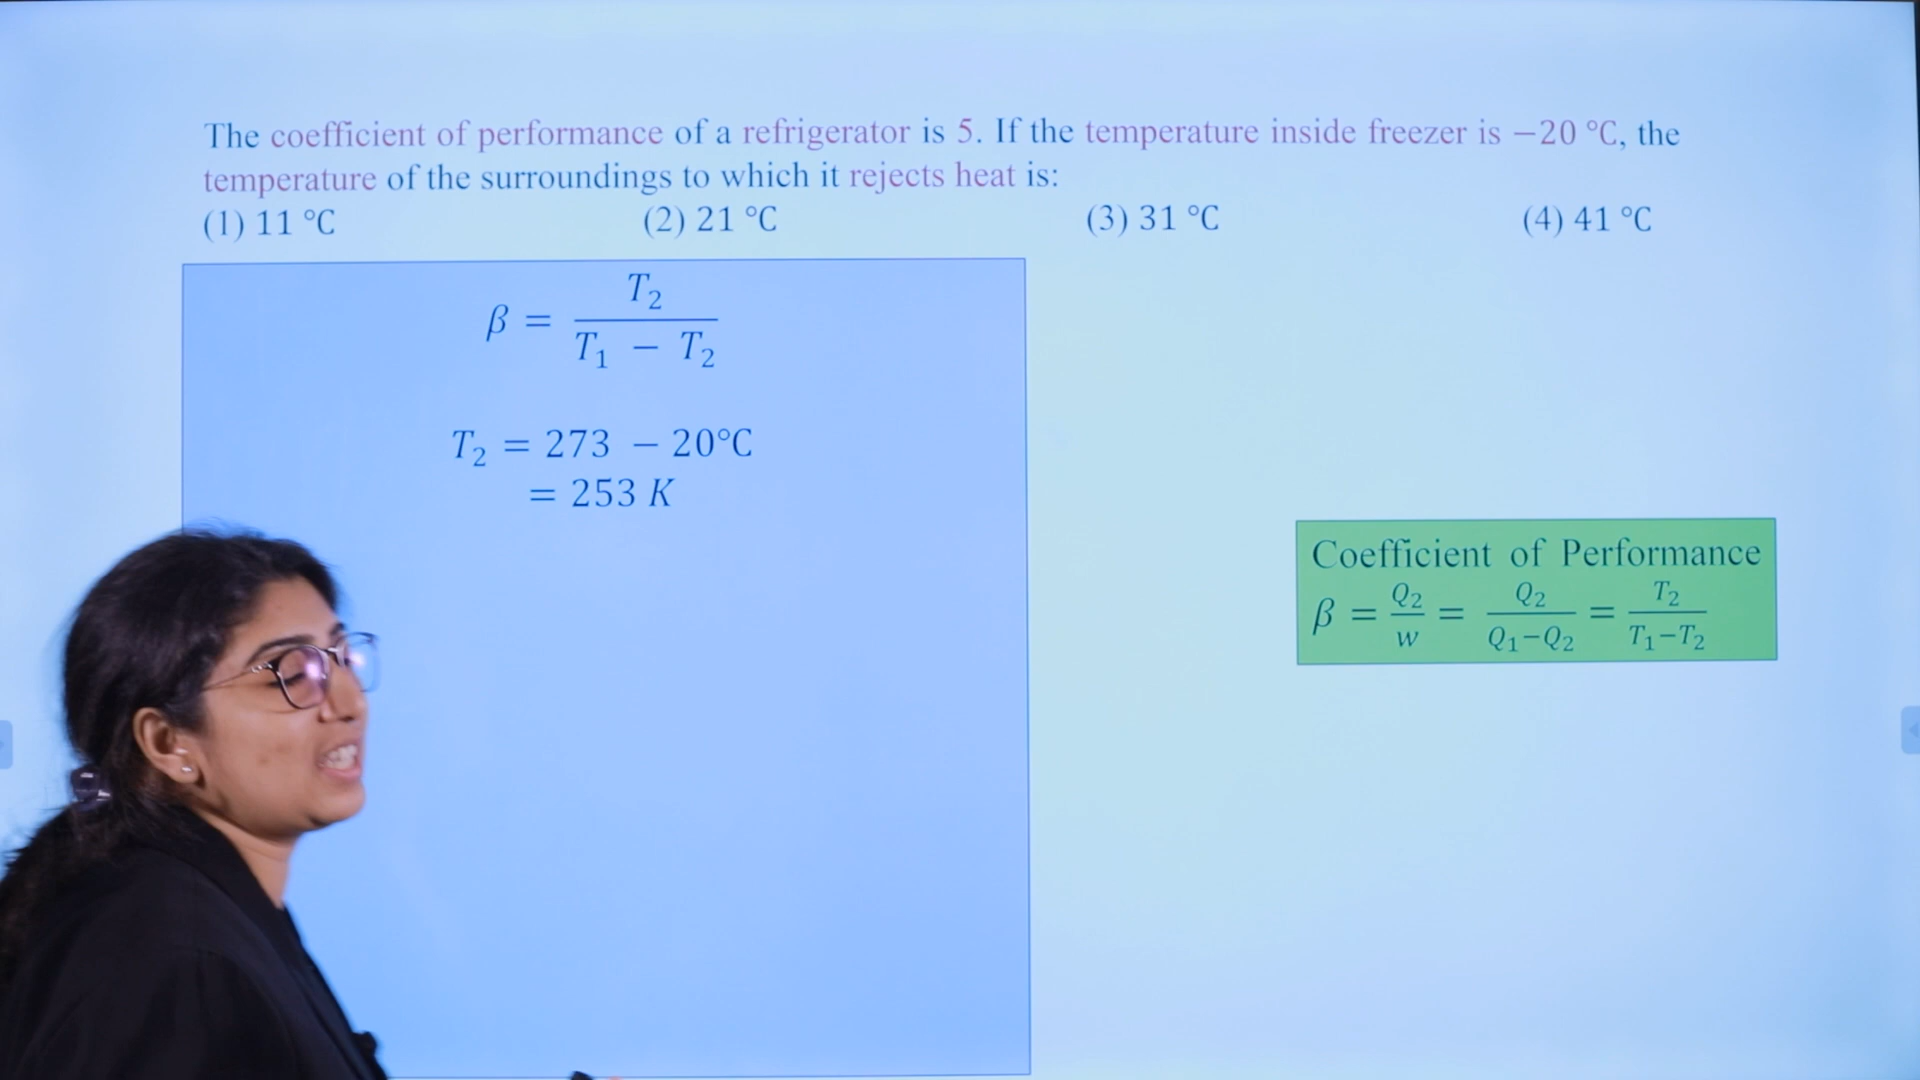 The coefficient of performance of a refrigerator is 5. If the temperature inside freezer is −20 °C, the
temperature of the surroundings to which it rejects heat is:
(1) 11 °C (2) 21 °C (3) 31 °C (4) 41 °C
β = T₂ / (T₁ − T₂)
T₂ = 273 − 20°C
= 253 K
Coefficient of Performance
β = Q₂/w = Q₂/(Q₁−Q₂) = T₂/(T₁−T₂)